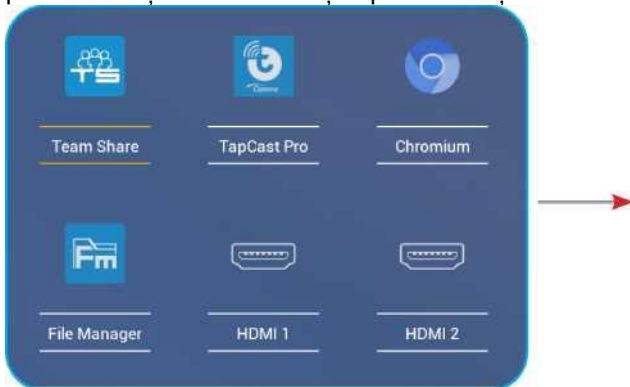 TS
Team Share
TapCast Pro
Chromium
Fm
File Manager
HDMI 1
HDMI 2